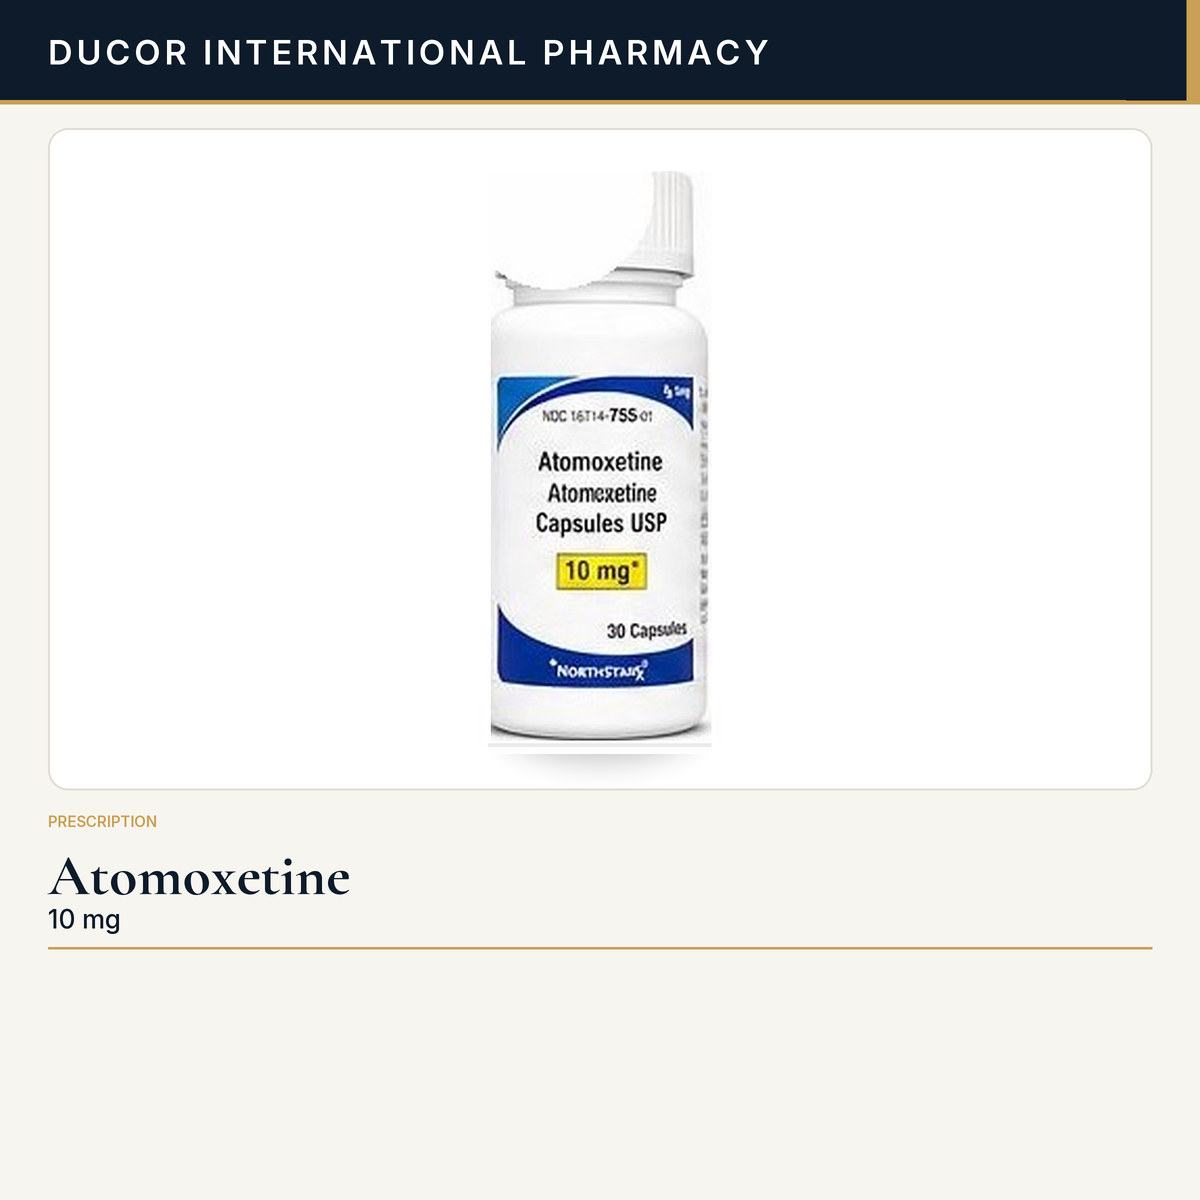 DUCOR INTERNATIONAL PHARMACY
NDC 16T14-755-01
Atomoxetine
Atomexetine
Capsules USP
10 mg*
30 Capsules
NORTHSTAR
PRESCRIPTION
Atomoxetine
10 mg